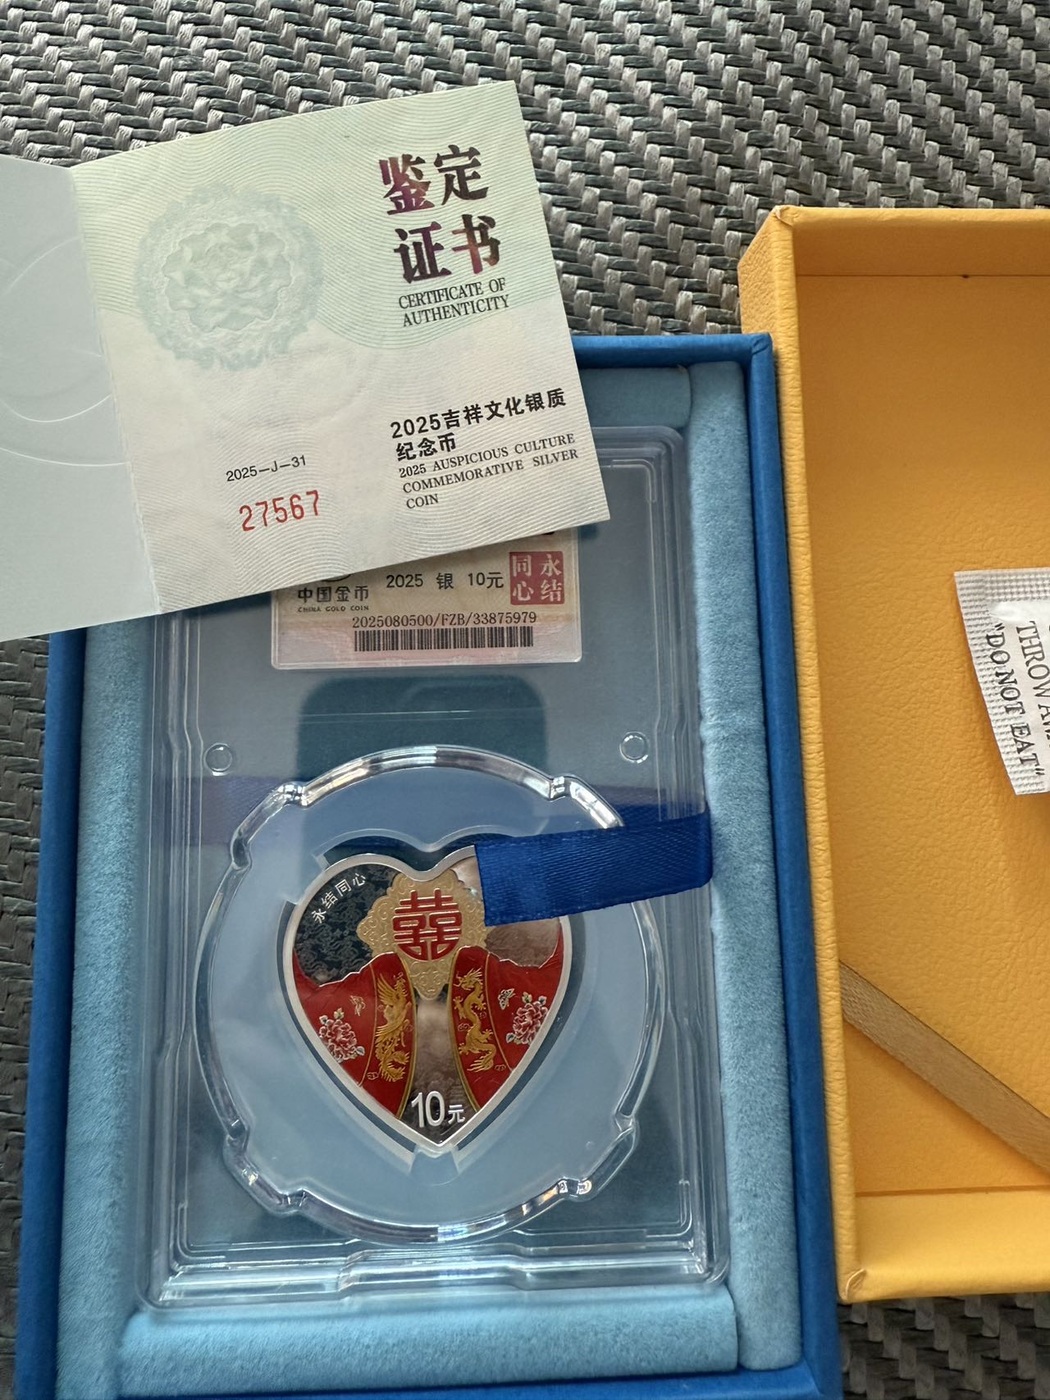 鉴定
证书
CERTIFICATE OF
AUTHENTICITY
2025吉祥文化银质
纪念币
2025 AUSPICIOUS CULTURE
COMMEMORATIVE SILVER
COIN
2025-J-31
27567
中国金币
CHINA GOLD COIN
2025 银 10元
永结
同心
2025080500/FZB/33875979
永结同心
囍
10元
THROW AW
"DO NOT EAT"